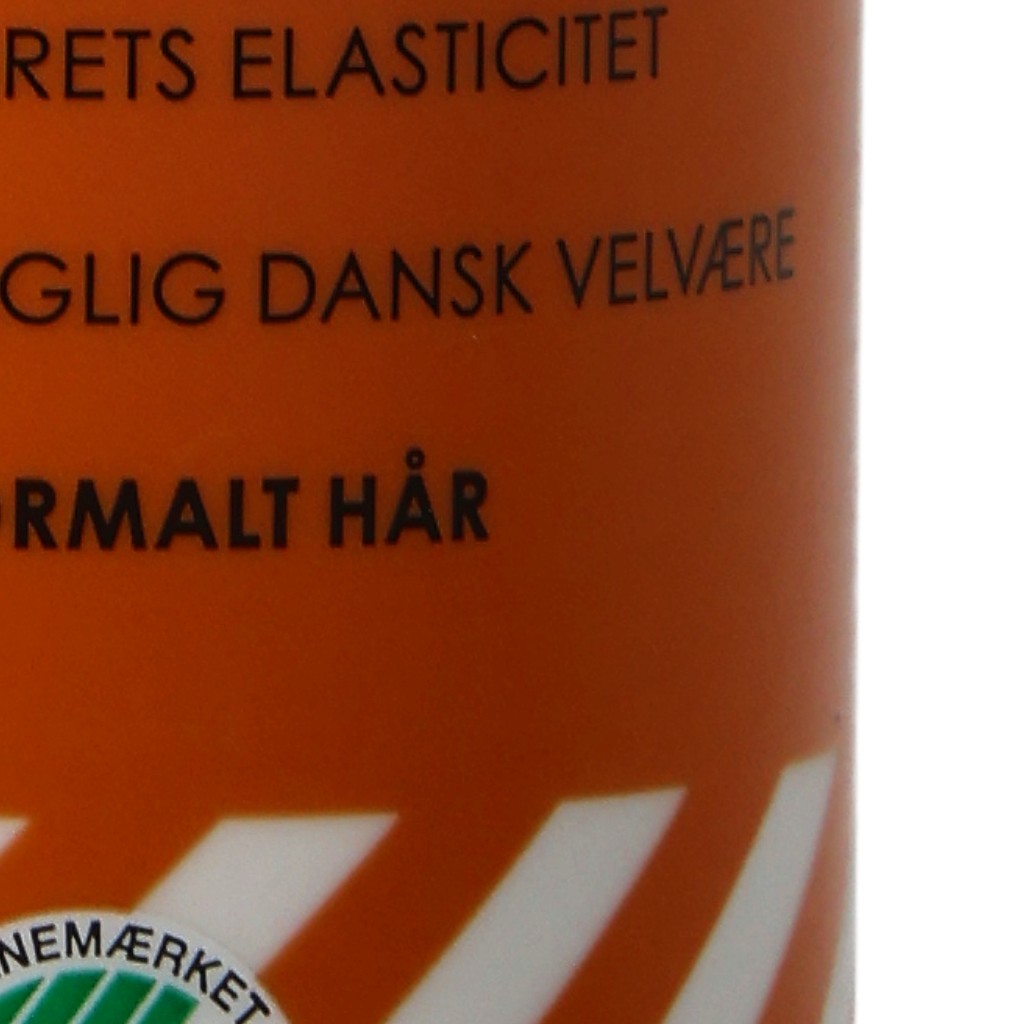 RETS ELASTICITET
GLIG DANSK VELVÆRE
ORMALT HÅR
NEMÆRKET